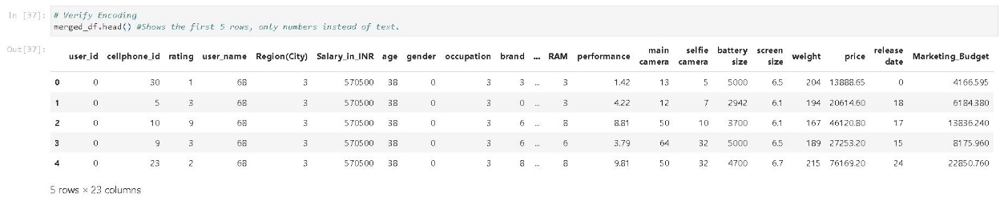 In [37]: # Verify Encoding
merged_df.head() #Shows the first 5 rows, only numbers instead of text.
Out[37]:
user_id cellphone_id rating user_name Region(City) Salary_in_INR age gender occupation brand ... RAM performance main camera selfie camera battery size screen size weight price release date Marketing_Budget
0 0 30 1 68 3 570500 38 0 3 3 ... 3 1.42 13 5 5000 6.5 204 13888.65 0 4166.595
1 0 5 3 68 3 570500 38 0 3 0 ... 3 4.22 12 7 2942 6.1 194 20614.60 18 6184.380
2 0 10 9 68 3 570500 38 0 3 6 ... 8 8.81 50 10 3700 6.1 167 46120.80 17 13836.240
3 0 9 3 68 3 570500 38 0 3 6 ... 6 3.79 64 32 5000 6.5 189 27253.20 15 8175.960
4 0 23 2 68 3 570500 38 0 3 8 ... 8 9.81 50 32 4700 6.7 215 76169.20 24 22850.760
5 rows × 23 columns